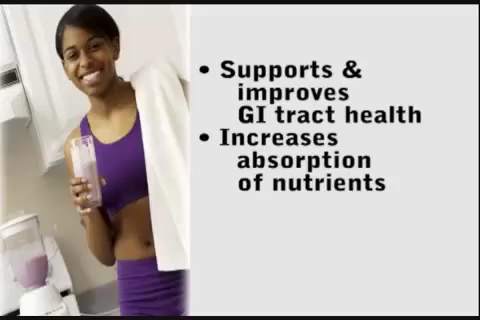 • Supports &
improves
GI tract health
• Increases
absorption
of nutrients